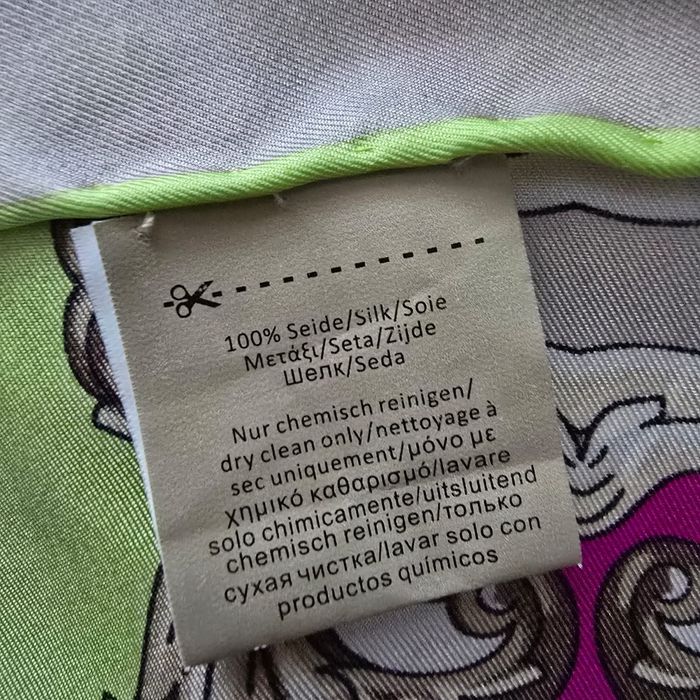 100% Seide/Silk/Soie
Μετάξι/Seta/Zijde
Шелк/Seda
Nur chemisch reinigen/
dry clean only/nettoyage à
sec uniquement/μόνο με
χημικό καθαρισμό/lavare
solo chimicamente/uitsluitend
chemisch reinigen/только
сухая чистка/lavar solo con
productos químicos